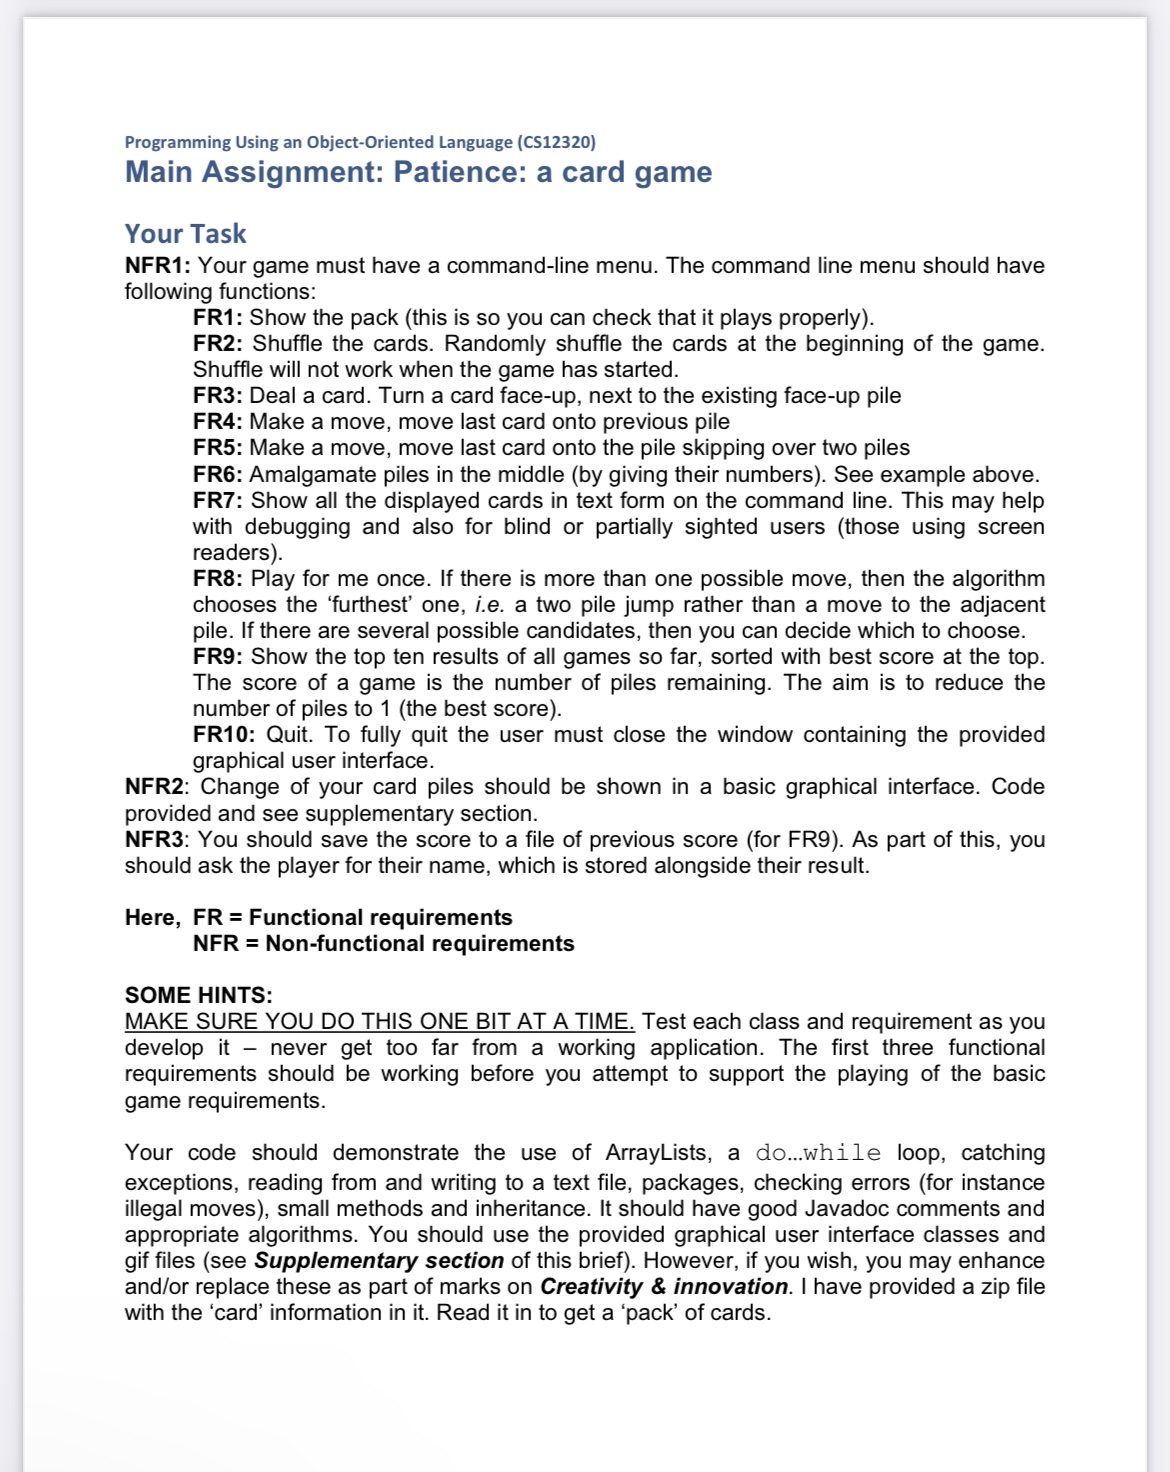 Programming Using an Object-Oriented Language (CS12320)
Main Assignment: Patience: a card game
Your Task
NFR1: Your game must have a command-line menu. The command line menu should have
following functions:
FR1: Show the pack (this is so you can check that it plays properly).
FR2: Shuffle the cards. Randomly shuffle the cards at the beginning of the game.
Shuffle will not work when the game has started.
FR3: Deal a card. Turn a card face-up, next to the existing face-up pile
FR4: Make a move, move last card onto previous pile
FR5: Make a move, move last card onto the pile skipping over two piles
FR6: Amalgamate piles in the middle (by giving their numbers). See example above.
FR7: Show all the displayed cards in text form on the command line. This may help
with debugging and also for blind or partially sighted users (those using screen
readers).
FR8: Play for me once. If there is more than one possible move, then the algorithm
chooses the ‘furthest’ one, i.e. a two pile jump rather than a move to the adjacent
pile. If there are several possible candidates, then you can decide which to choose.
FR9: Show the top ten results of all games so far, sorted with best score at the top.
The score of a game is the number of piles remaining. The aim is to reduce the
number of piles to 1 (the best score).
FR10: Quit. To fully quit the user must close the window containing the provided
graphical user interface.
NFR2: Change of your card piles should be shown in a basic graphical interface. Code
provided and see supplementary section.
NFR3: You should save the score to a file of previous score (for FR9). As part of this, you
should ask the player for their name, which is stored alongside their result.
Here, FR = Functional requirements
NFR = Non-functional requirements
SOME HINTS:
MAKE SURE YOU DO THIS ONE BIT AT A TIME. Test each class and requirement as you
develop it – never get too far from a working application. The first three functional
requirements should be working before you attempt to support the playing of the basic
game requirements.
Your code should demonstrate the use of ArrayLists, a do…while loop, catching
exceptions, reading from and writing to a text file, packages, checking errors (for instance
illegal moves), small methods and inheritance. It should have good Javadoc comments and
appropriate algorithms. You should use the provided graphical user interface classes and
gif files (see Supplementary section of this brief). However, if you wish, you may enhance
and/or replace these as part of marks on Creativity & innovation. I have provided a zip file
with the ‘card’ information in it. Read it in to get a ‘pack’ of cards.